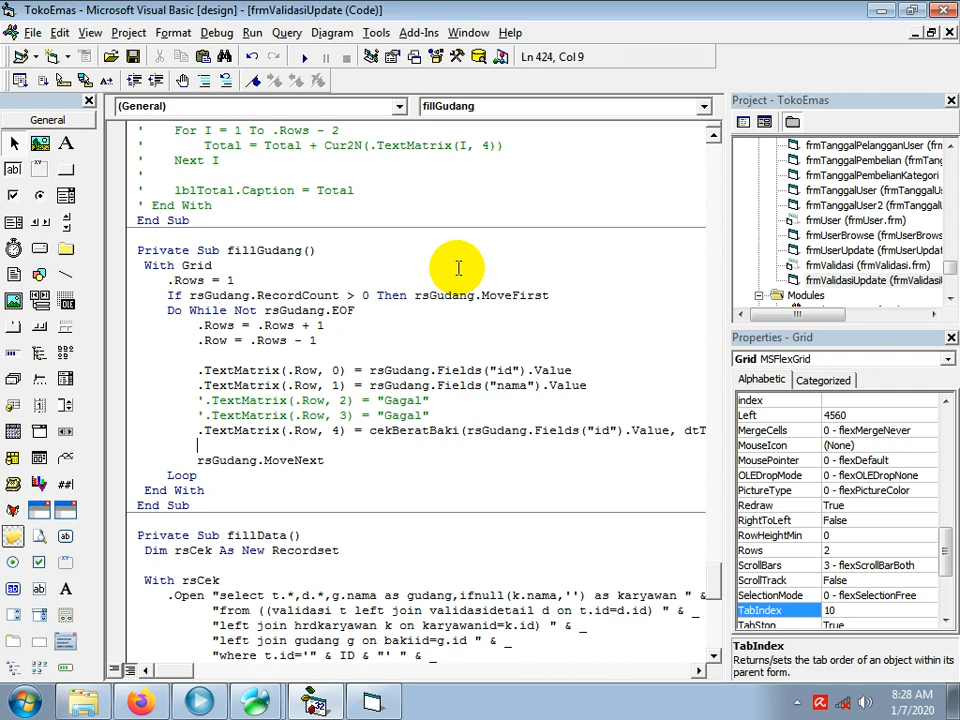 TokoEmas - Microsoft Visual Basic [design] - [frmValidasiUpdate (Code)]
File Edit View Project Format Debug Run Query Diagram Tools Add-Ins Window Help
Ln 424, Col 9
General
(General)
fillGudang
' For I = 1 To .Rows - 2
' Total = Total + Cur2N(.TextMatrix(I, 4))
' Next I
'
' lblTotal.Caption = Total
' End With
End Sub
Private Sub fillGudang()
With Grid
.Rows = 1
If rsGudang.RecordCount > 0 Then rsGudang.MoveFirst
Do While Not rsGudang.EOF
.Rows = .Rows + 1
.Row = .Rows - 1
.TextMatrix(.Row, 0) = rsGudang.Fields("id").Value
.TextMatrix(.Row, 1) = rsGudang.Fields("nama").Value
'.TextMatrix(.Row, 2) = "Gagal"
'.TextMatrix(.Row, 3) = "Gagal"
.TextMatrix(.Row, 4) = cekBeratBaki(rsGudang.Fields("id").Value, dtT
rsGudang.MoveNext
Loop
End With
End Sub
Private Sub fillData()
Dim rsCek As New Recordset
With rsCek
.Open "select t.*,d.*,g.nama as gudang,ifnull(k.nama,'') as karyawan " &
"from ((validasi t left join validasidetail d on t.id=d.id) " & _
"left join hrdkaryawan k on karyawanid=k.id) " & _
"left join gudang g on bakiid=g.id " & _
"where t.id='" & ID & "' " & _
Project - TokoEmas
frmTanggalPelangganUser (
frmTanggalPembelian (frmTan
frmTanggalPembelianKategori
frmTanggalUser (frmTanggalU
frmTanggalUser2 (frmTanggal
frmUser (frmUser.frm)
frmUserBrowse (frmUserBrows
frmUserUpdate (frmUserUpdat
frmValidasi (frmValidasi.frm)
frmValidasiUpdate (frmValida
Modules
Properties - Grid
Grid MSFlexGrid
Alphabetic Categorized
index
Left 4560
MergeCells 0 - flexMergeNever
MouseIcon (None)
MousePointer 0 - flexDefault
OLEDropMode 0 - flexOLEDropNone
PictureType 0 - flexPictureColor
Redraw True
RightToLeft False
RowHeightMin 0
Rows 2
ScrollBars 3 - flexScrollBarBoth
ScrollTrack False
SelectionMode 0 - flexSelectionFree
TabIndex 10
TabStop True
TabIndex
Returns/sets the tab order of an object within its
parent form.
8:28 AM
1/7/2020